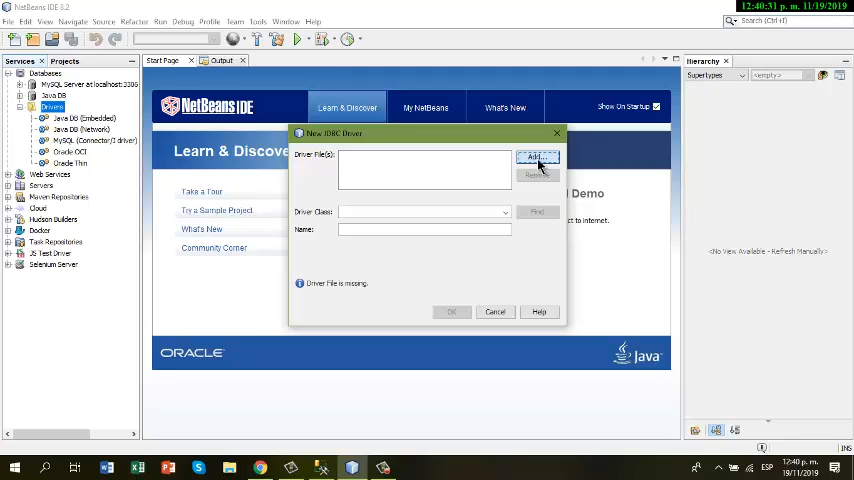 12:40:31 p. m. 11/19/2019
NetBeans IDE 8.2
File Edit View Navigate Source Refactor Run Debug Profile Team Tools Window Help
Search (Ctrl+I)
Services Projects
Start Page Output
Hierarchy
Databases
MySQL Server at localhost:3306
Java DB
Drivers
Java DB (Embedded)
Java DB (Network)
MySQL (Connector/J driver)
Oracle OCI
Oracle Thin
Web Services
Servers
Maven Repositories
Cloud
Hudson Builders
Docker
Task Repositories
JS Test Driver
Selenium Server
NetBeans IDE
Learn & Discover
My NetBeans
What's New
Show On Startup
Learn & Discove
Take a Tour
Try a Sample Project
What's New
Community Corner
d Demo
ct to internet.
ORACLE
Java
New JDBC Driver
Driver File(s):
Add...
Remove
Driver Class:
Find
Name:
Driver File is missing.
OK Cancel Help
Supertypes
<empty>
<No View Available - Refresh Manually>
INS
ESP
12:40 p. m.
19/11/2019